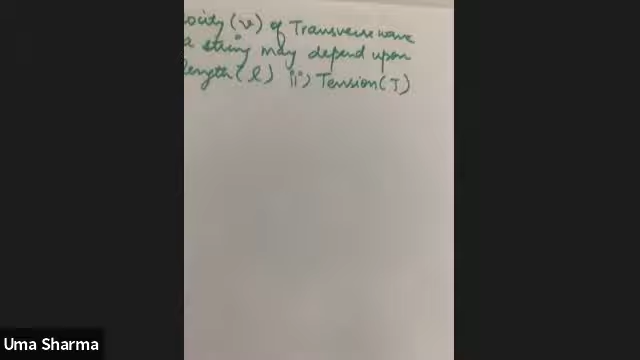 ocity (v) of Transverse wave
a string may depend upon
length (l) ii) Tension (T)
Uma Sharma